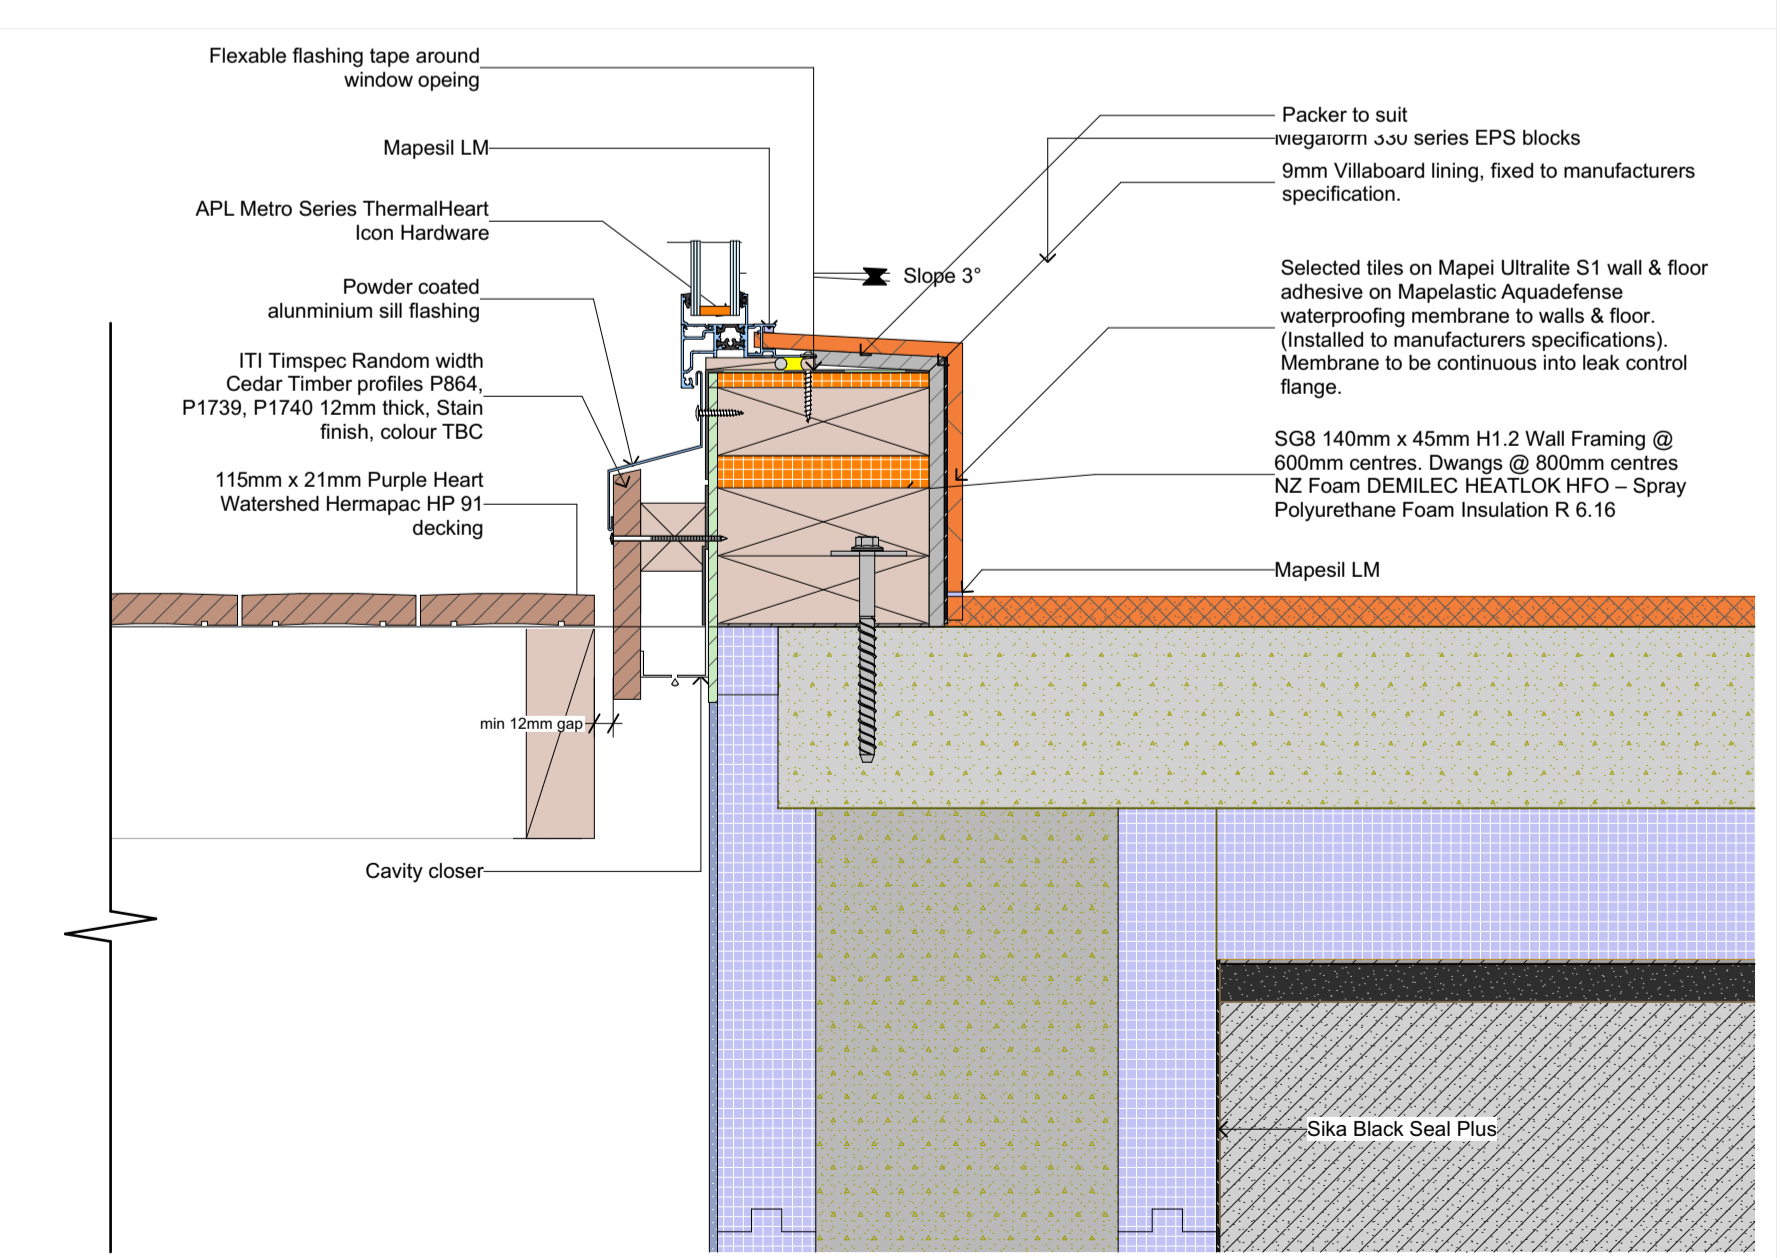 Flexable flashing tape around
window opeing
Mapesil LM
APL Metro Series ThermalHeart
Icon Hardware
Powder coated
alunminium sill flashing
ITI Timspec Random width
Cedar Timber profiles P864,
P1739, P1740 12mm thick, Stain
finish, colour TBC
115mm x 21mm Purple Heart
Watershed Hermapac HP 91
decking
min 12mm gap
Cavity closer
Slope 3°
Packer to suit
Megaform 330 series EPS blocks
9mm Villaboard lining, fixed to manufacturers
specification.
Selected tiles on Mapei Ultralite S1 wall & floor
adhesive on Mapelastic Aquadefense
waterproofing membrane to walls & floor.
(Installed to manufacturers specifications).
Membrane to be continuous into leak control
flange.
SG8 140mm x 45mm H1.2 Wall Framing @
600mm centres. Dwangs @ 800mm centres
NZ Foam DEMILEC HEATLOK HFO – Spray
Polyurethane Foam Insulation R 6.16
Mapesil LM
Sika Black Seal Plus